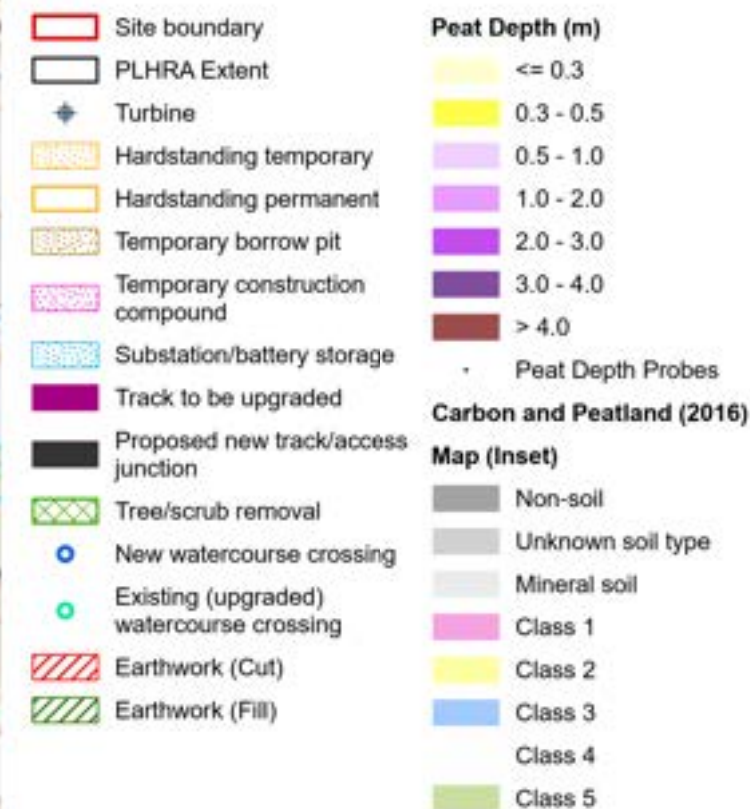 Site boundary
PLHRA Extent
Turbine
Hardstanding temporary
Hardstanding permanent
Temporary borrow pit
Temporary construction
compound
Substation/battery storage
Track to be upgraded
Proposed new track/access
junction
Tree/scrub removal
New watercourse crossing
Existing (upgraded)
watercourse crossing
Earthwork (Cut)
Earthwork (Fill)
Peat Depth (m)
<= 0.3
0.3 - 0.5
0.5 - 1.0
1.0 - 2.0
2.0 - 3.0
3.0 - 4.0
> 4.0
Peat Depth Probes
Carbon and Peatland (2016)
Map (Inset)
Non-soil
Unknown soil type
Mineral soil
Class 1
Class 2
Class 3
Class 4
Class 5